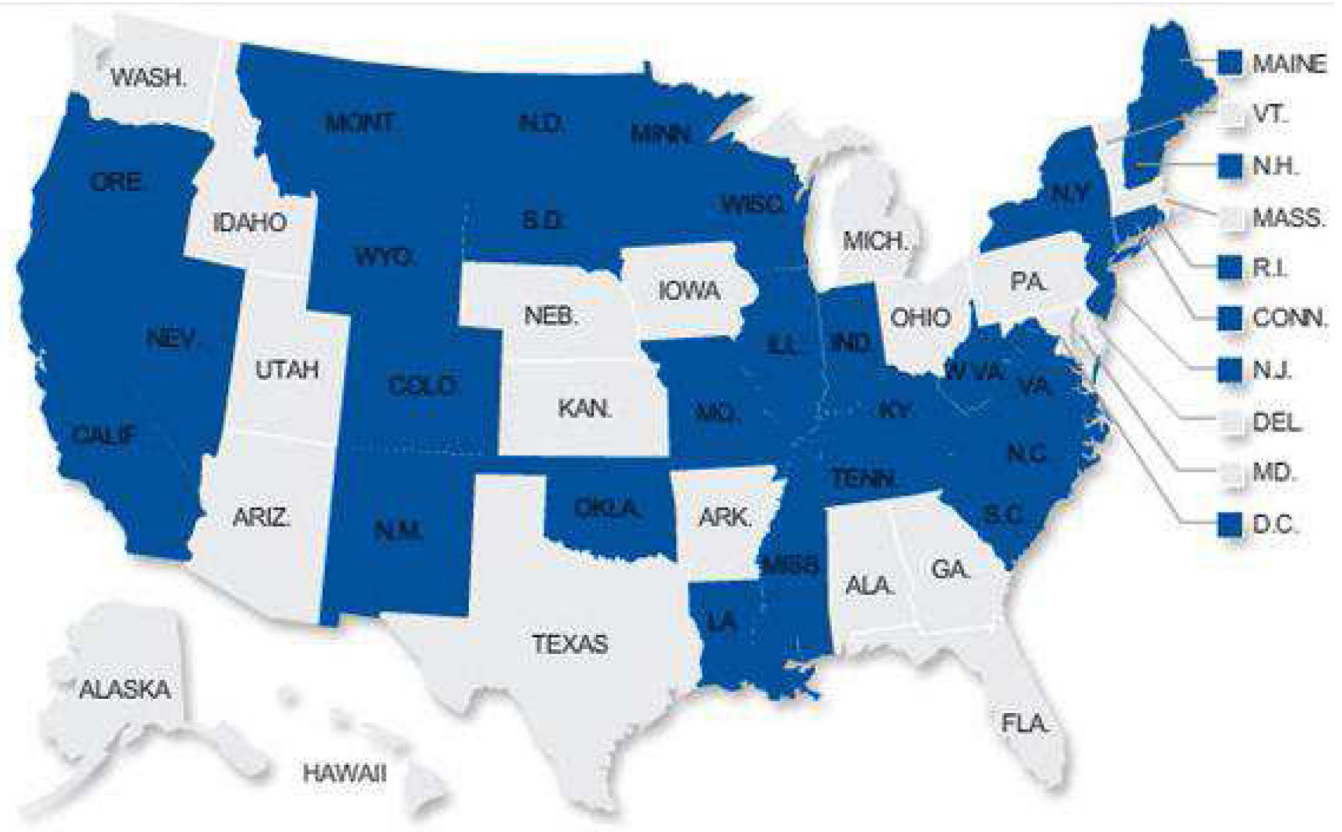 WASH.
MAINE
MONT.
N.D.
MINN.
VT.
ORE.
N.H.
IDAHO
S.D.
WISC.
N.Y
MASS.
WYO.
MICH.
R.I.
PA.
NEB.
IOWA
CONN.
NEV.
OHIO
UTAH
ILL.
IND.
N.J.
COLO.
W VA.
VA.
KAN.
MO.
KY.
DEL
CALIF
N.C.
TENN.
MD.
ARIZ.
N.M.
OKLA.
ARK.
S.C.
D.C.
MISS
ALA.
GA.
LA
TEXAS
ALASKA
FLA.
HAWAII